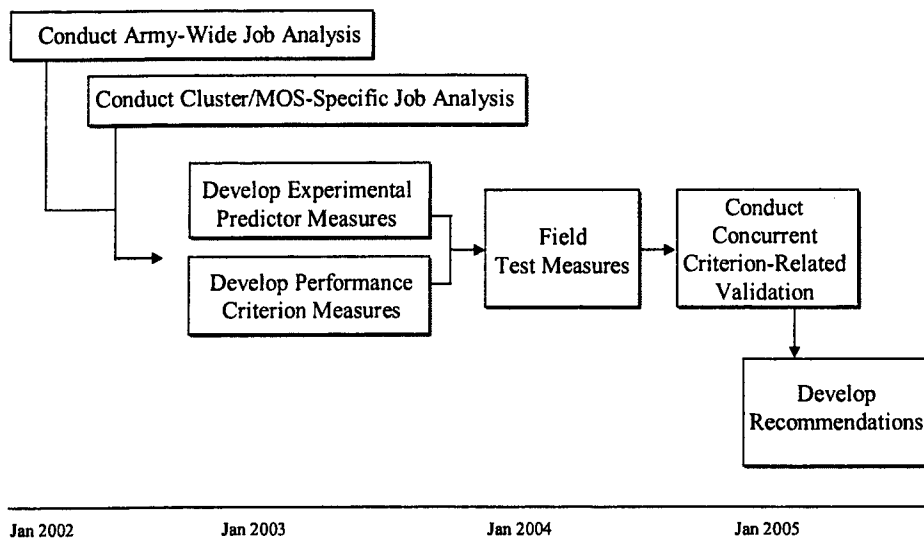 Conduct Army-Wide Job Analysis
Conduct Cluster/MOS-Specific Job Analysis
Develop Experimental
Predictor Measures
Develop Performance
Criterion Measures
Field
Test Measures
Conduct
Concurrent
Criterion-Related
Validation
Develop
Recommendations
Jan 2002
Jan 2003
Jan 2004
Jan 2005